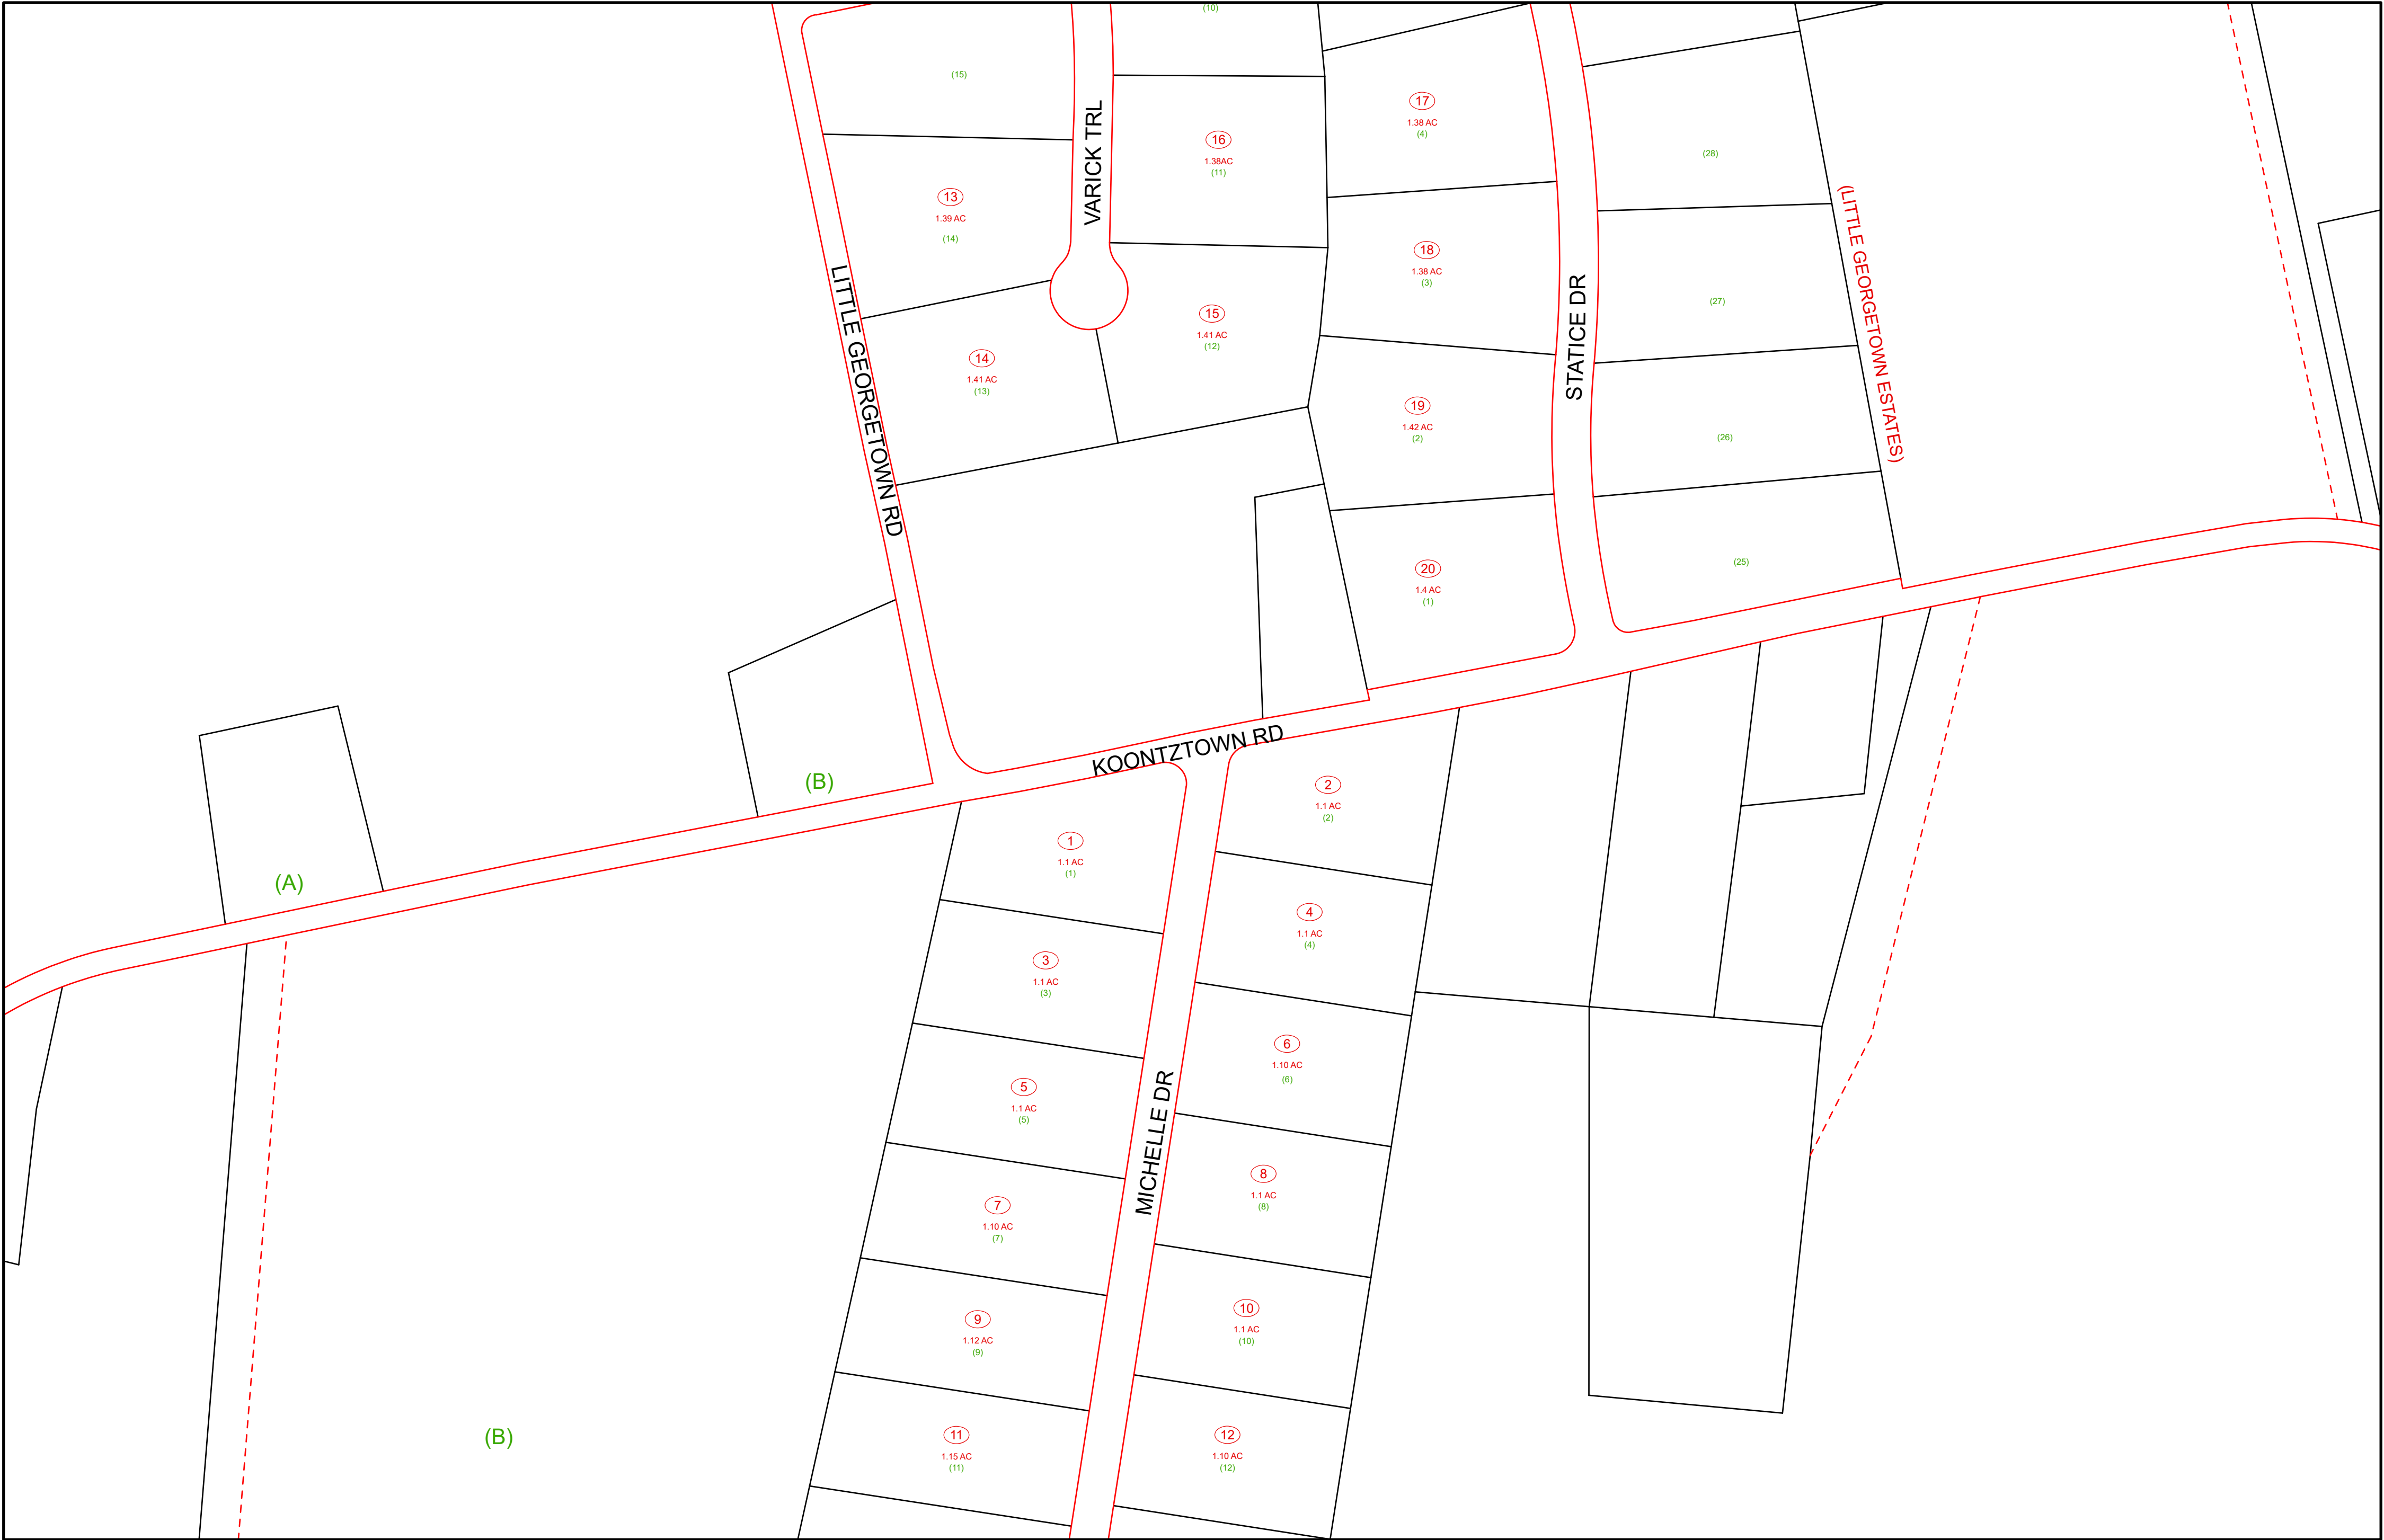 (10)
(15)
VARICK TRL
17
1.38 AC
(4)
16
1.38AC
(11)
(28)
13
1.39 AC
(14)
18
1.38 AC
(3)
(LITTLE GEORGETOWN ESTATES)
LITTLE GEORGETOWN RD
STATICE DR
(27)
15
1.41 AC
(12)
14
1.41 AC
(13)
19
1.42 AC
(2)
(26)
20
1.4 AC
(1)
(25)
KOONTZTOWN RD
(B)
2
1.1 AC
(2)
1
1.1 AC
(1)
(A)
4
1.1 AC
(4)
3
1.1 AC
(3)
6
1.10 AC
(6)
5
1.1 AC
(5)
MICHELLE DR
8
1.1 AC
(8)
7
1.10 AC
(7)
10
1.1 AC
(10)
9
1.12 AC
(9)
(B)
11
1.15 AC
(11)
12
1.10 AC
(12)